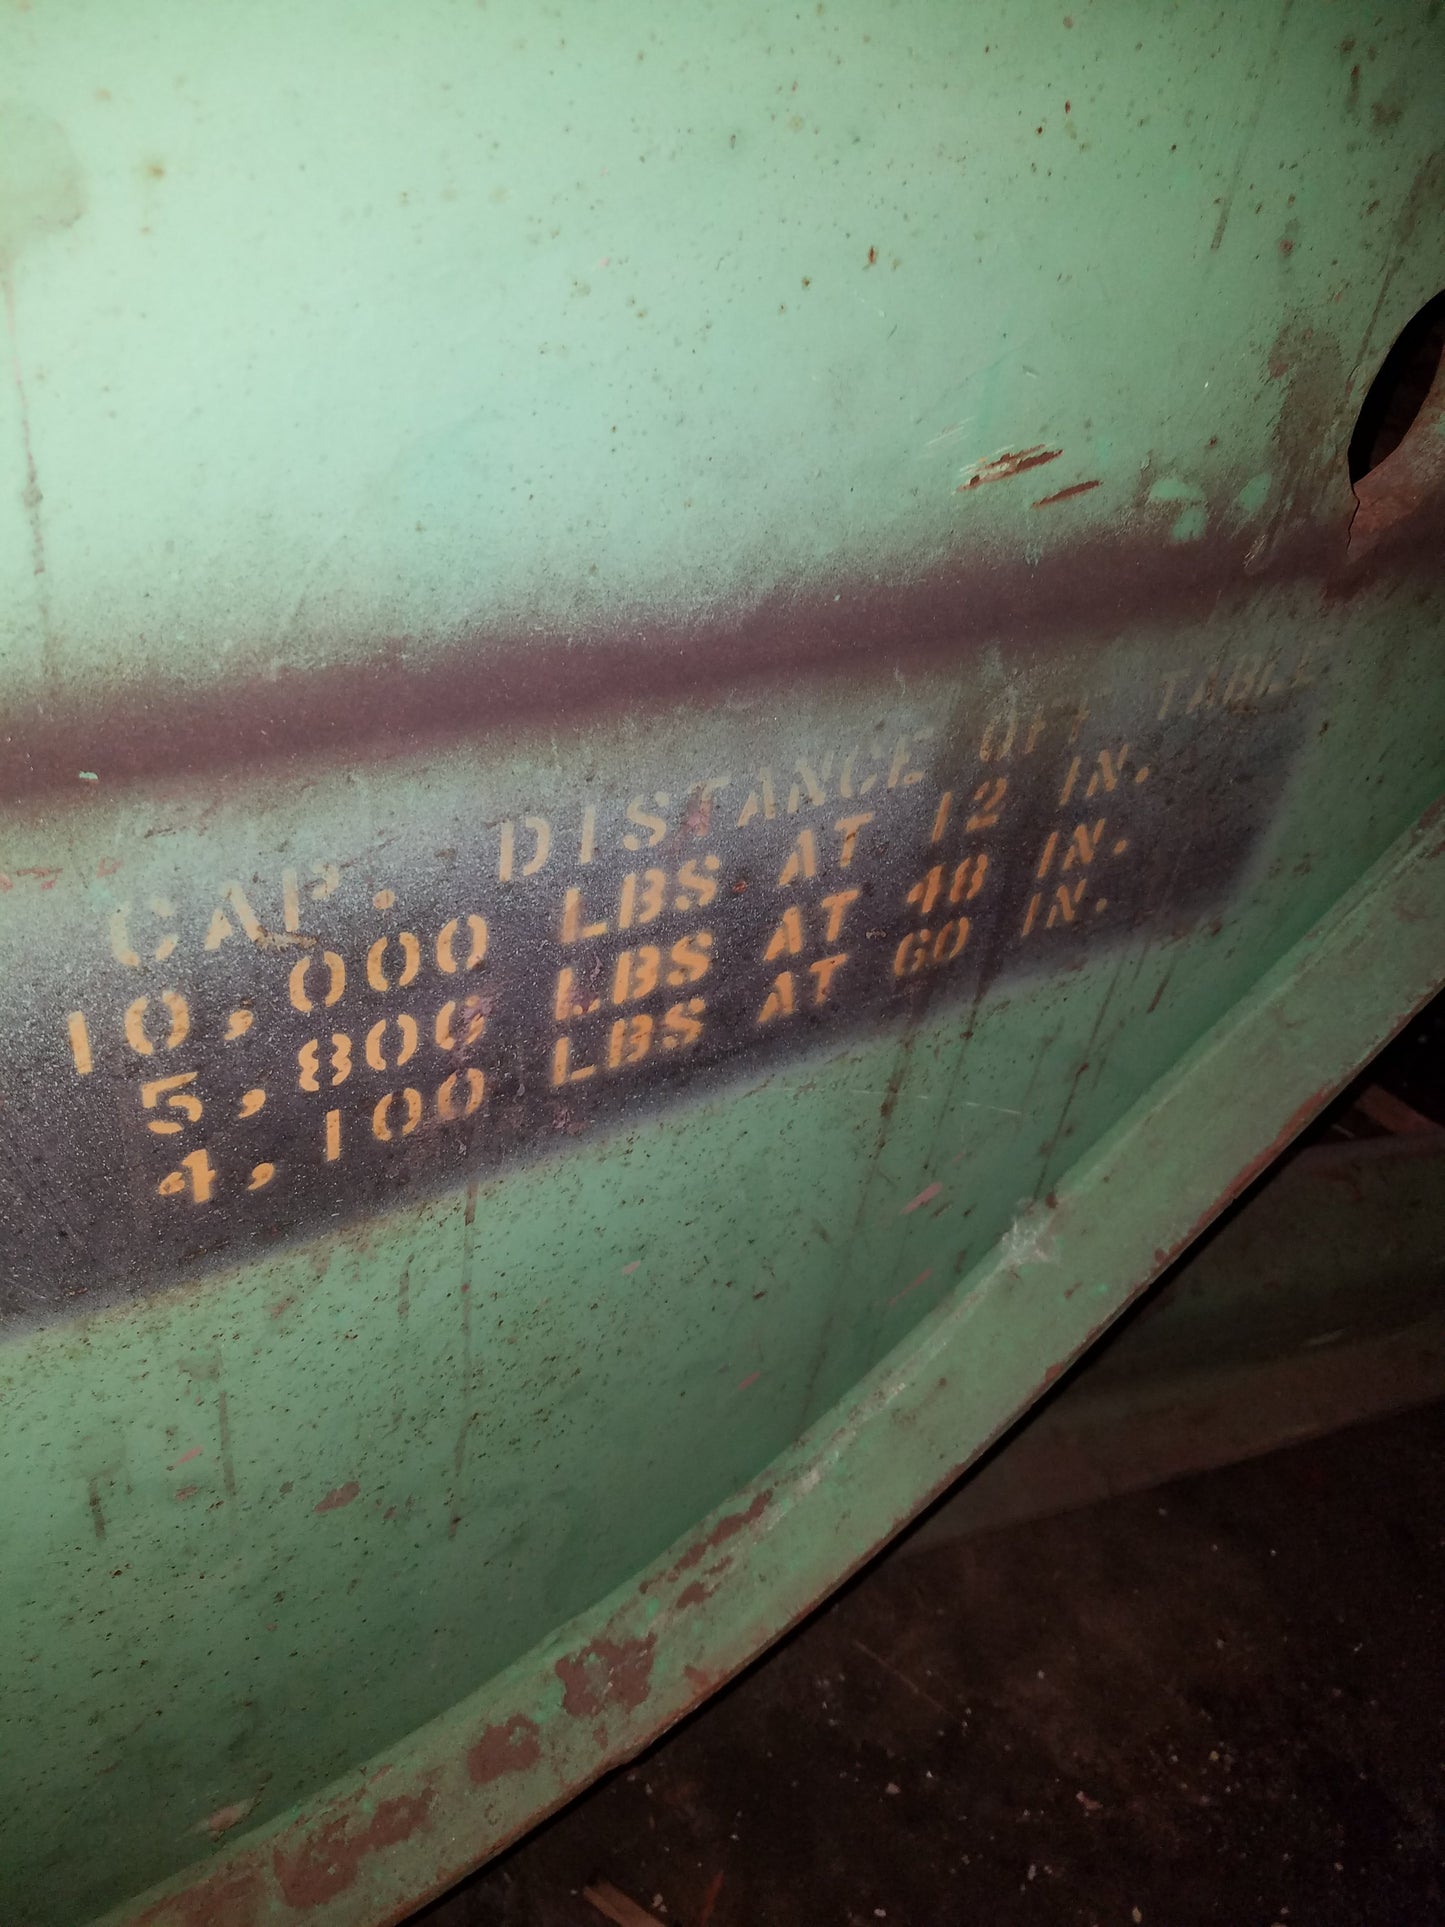 CAP. DISTANCE OFF TABLE
10,000 LBS AT 12 IN.
5,800 LBS AT 48 IN.
4,100 LBS AT 60 IN.